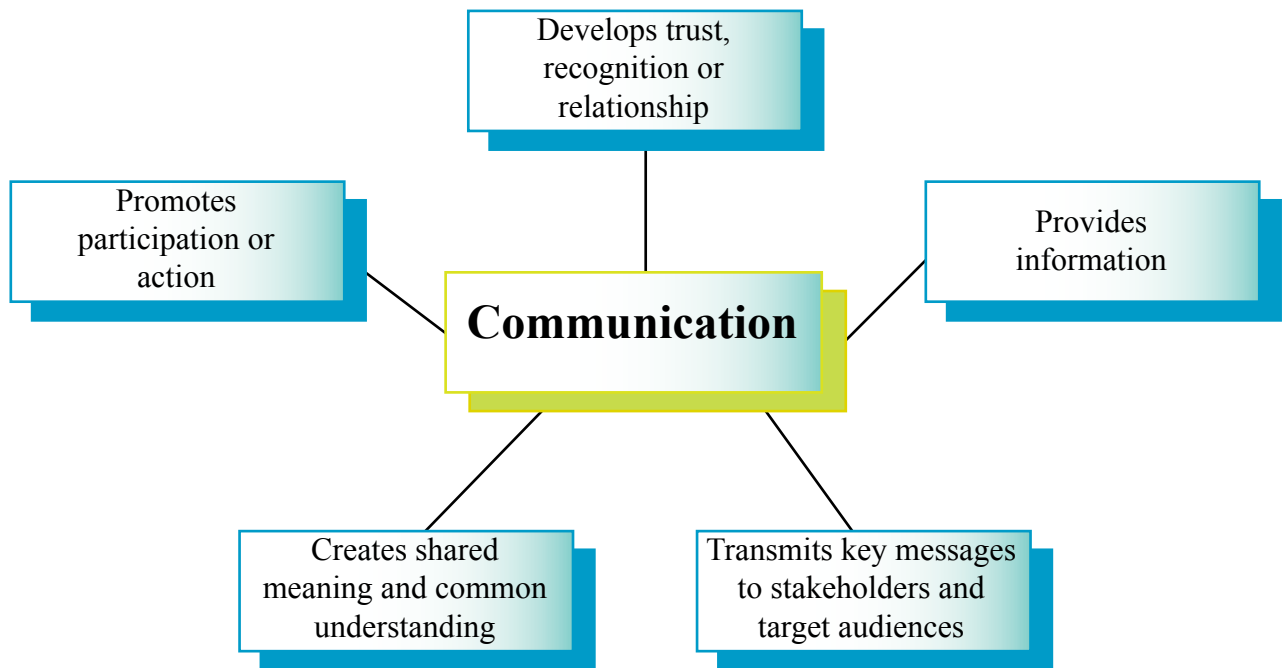 Develops trust,
recognition or
relationship
Promotes
participation or
action
Provides
information
Communication
Creates shared
meaning and common
understanding
Transmits key messages
to stakeholders and
target audiences